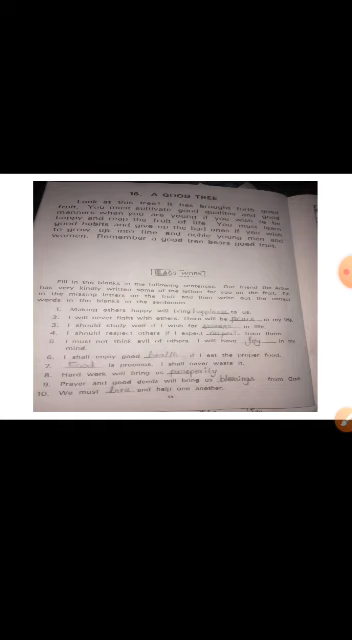 16. A GOOD TREE
Look at this tree! It has brought forth good
fruit. You must cultivate good qualities and good
manners when you are young if you wish to be
happy and reap the fruit of life. You must learn
good habits and give up the bad ones if you wish
to grow up into fine and noble young men and
women. Remember a good tree bears good fruit.
Fill in the blanks in the following sentences. Our friend the
has very kindly written some of the letters for you on the fruit. Fill
in the missing letters on the and then write out the correct
words in the blanks in the sentences.
1. Making others happy will bring happiness to us.
2. I will never fight with others. There will be peace in my life.
3. I should study well if I wish for success in life.
4. I should respect others if I expect respect from them.
5. I must not think evil of others. I will have Joy in my
mind.
6. I shall enjoy good health if I eat the proper food.
7. Food is precious. I shall never waste it.
8. Hard work will bring us prosperity
9. Prayer and good deeds will bring us blessings from God.
10. We must love and help one another.